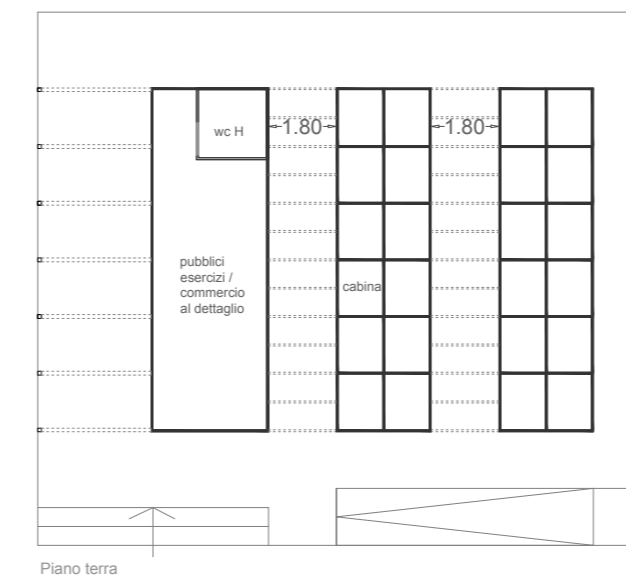 wc H
1.80
1.80
pubblici
esercizi /
commercio
al dettaglio
cabina
Piano terra